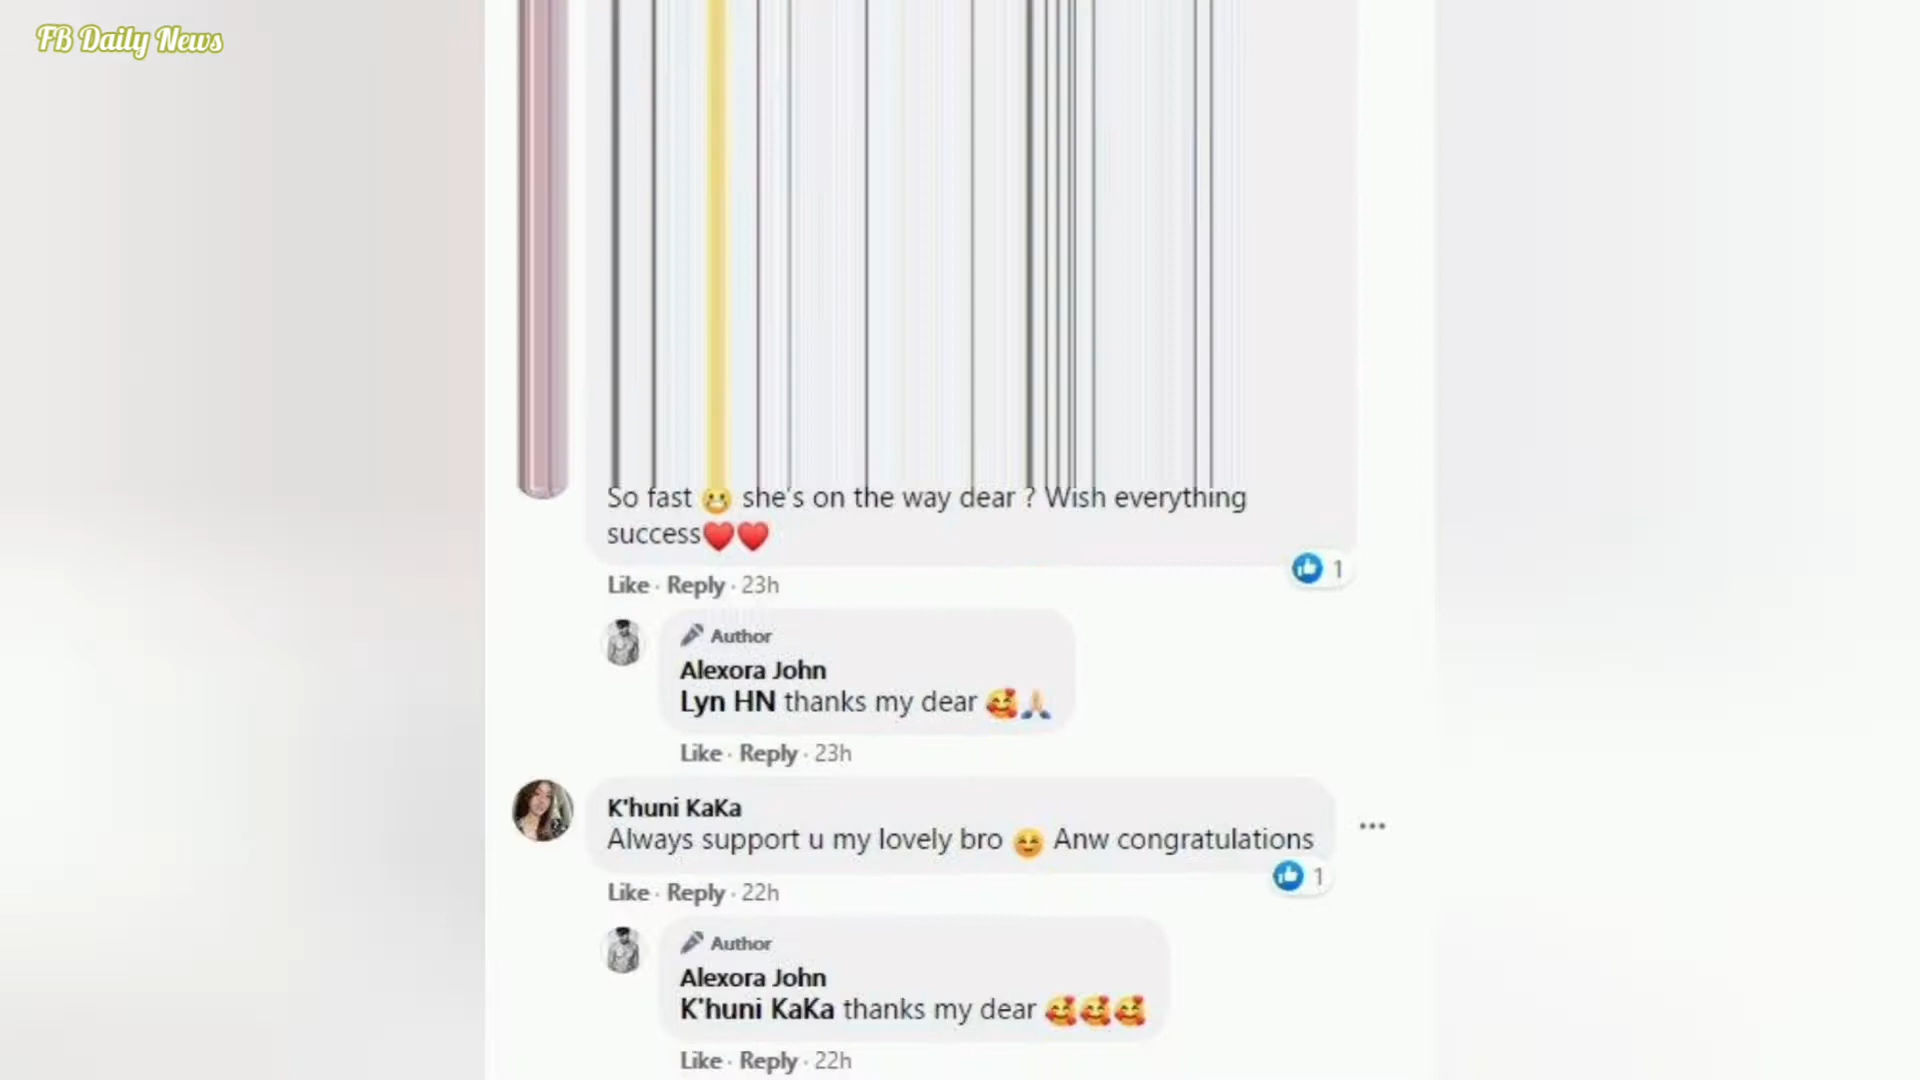 FB Daily News
So fast 😬 she's on the way dear ? Wish everything
success❤️❤️
1
Like · Reply · 23h
Author
Alexora John
Lyn HN thanks my dear 🥰🙏
Like · Reply · 23h
K'huni KaKa
Always support u my lovely bro 😊 Anw congratulations
1
Like · Reply · 22h
Author
Alexora John
K'huni KaKa thanks my dear 🥰🥰🥰
Like · Reply · 22h